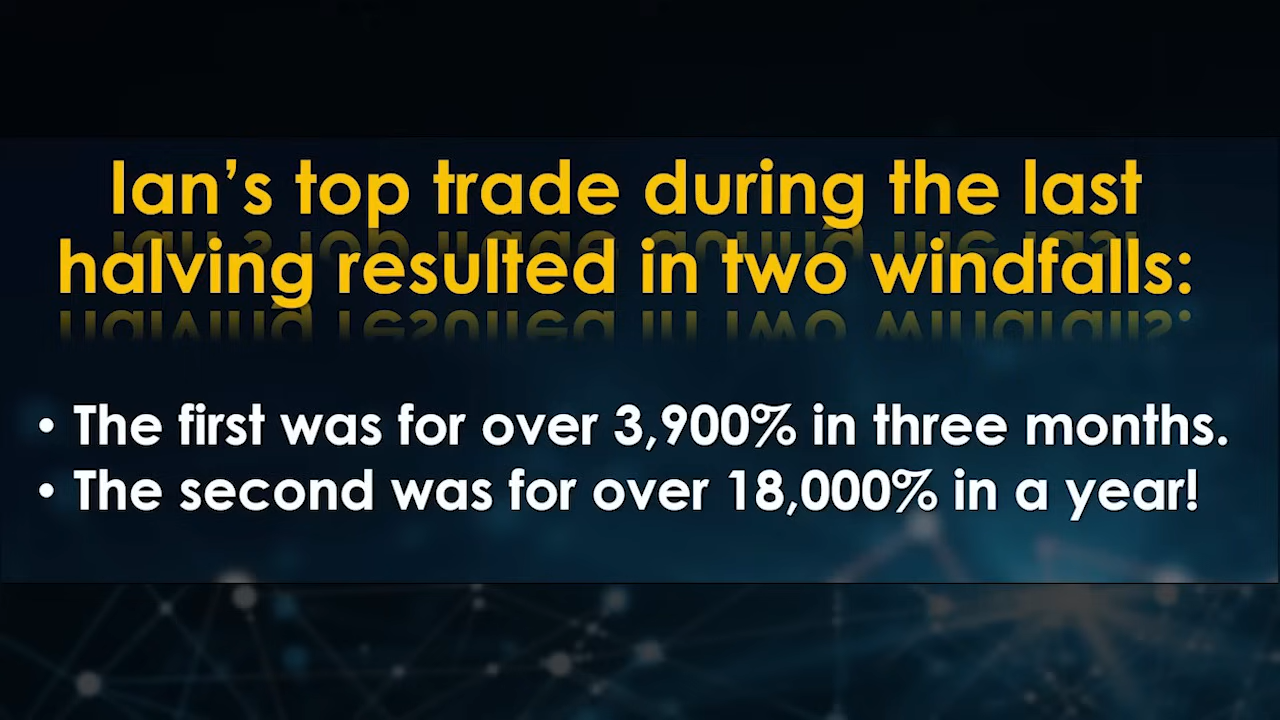 Ian’s top trade during the last
halving resulted in two windfalls:
• The first was for over 3,900% in three months.
• The second was for over 18,000% in a year!